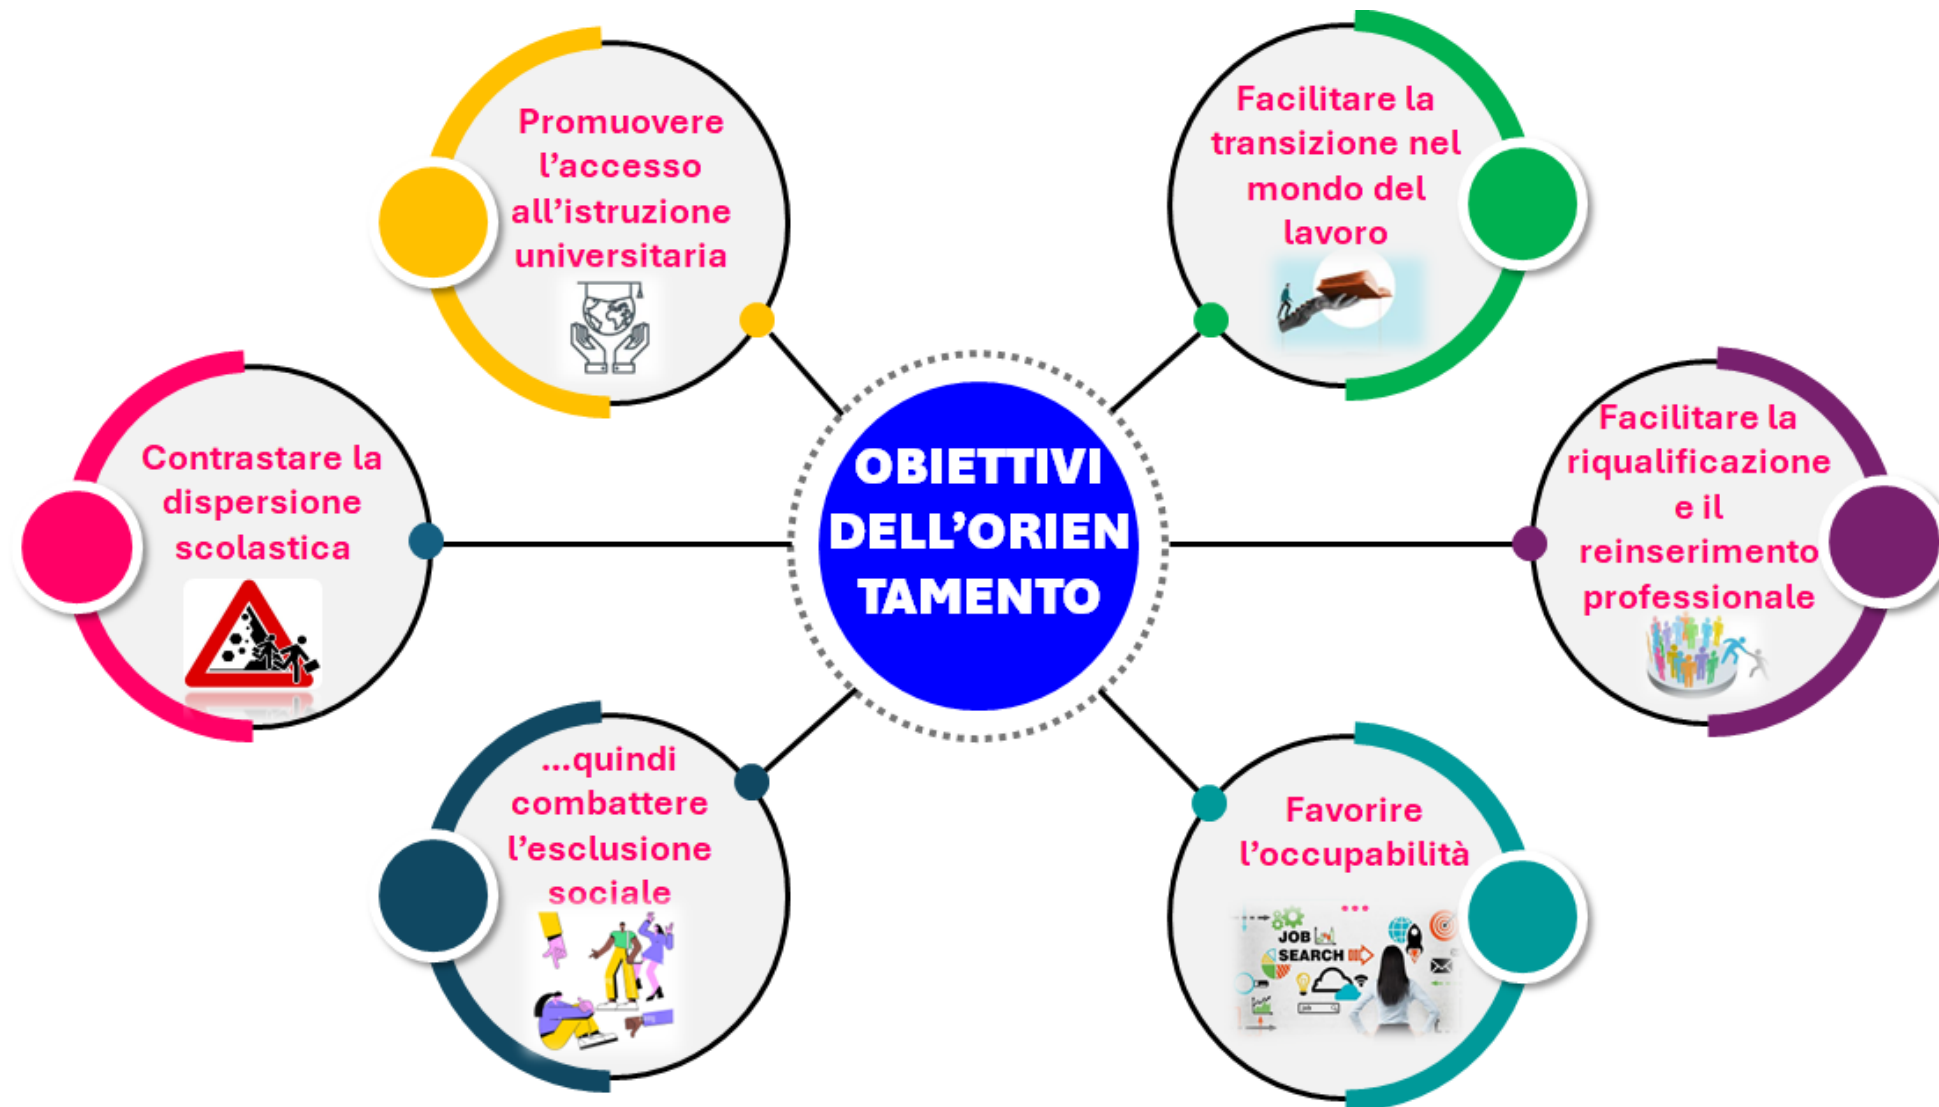 Promuovere
l’accesso
all’istruzione
universitaria
Facilitare la
transizione nel
mondo del
lavoro
Contrastare la
dispersione
scolastica
OBIETTIVI
DELL’ORIEN
TAMENTO
Facilitare la
riqualificazione
e il
reinserimento
professionale
...quindi
combattere
l’esclusione
sociale
Favorire
l’occupabilità
...
JOB
SEARCH
job